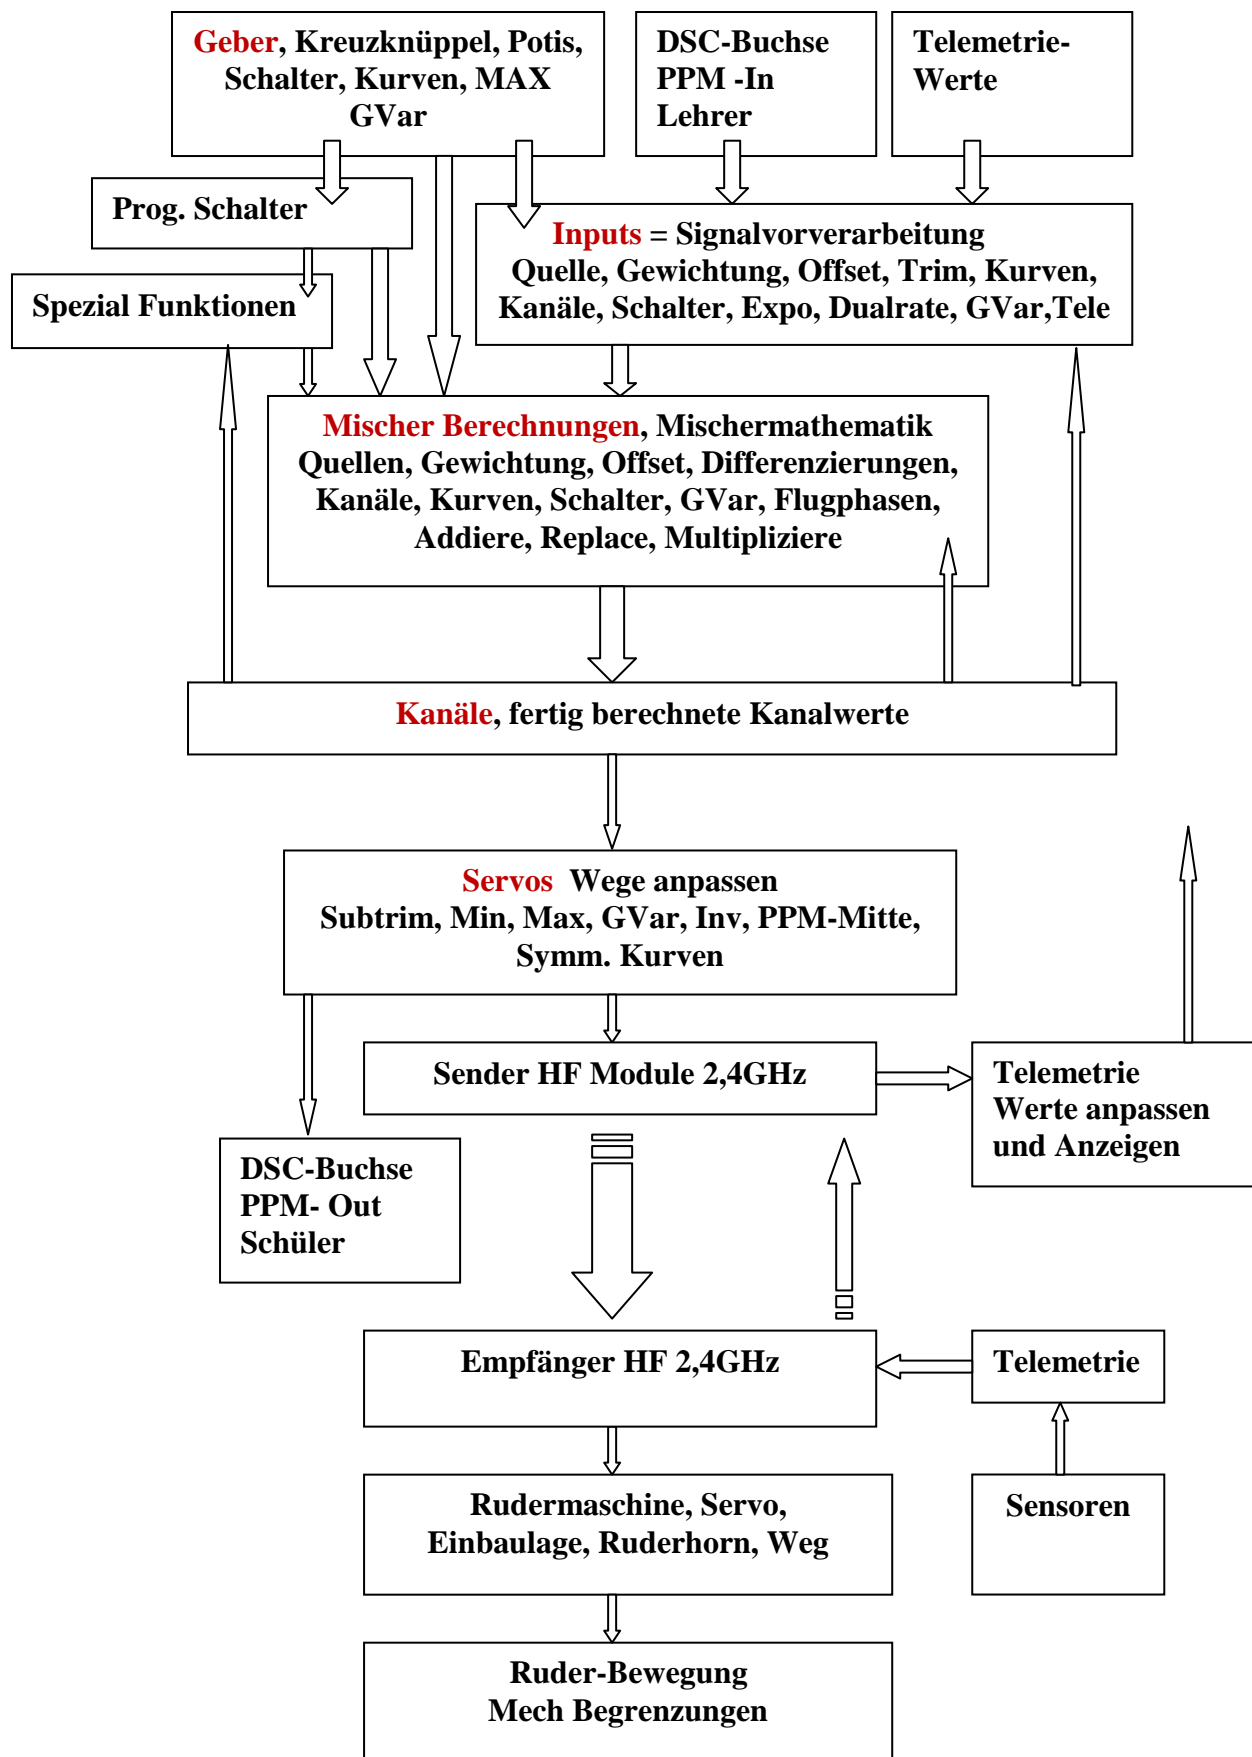 Geber, Kreuzknüppel, Potis,
Schalter, Kurven, MAX
GVar
DSC-Buchse
PPM -In
Lehrer
Telemetrie-
Werte
Prog. Schalter
Inputs = Signalvorverarbeitung
Quelle, Gewichtung, Offset, Trim, Kurven,
Kanäle, Schalter, Expo, Dualrate, GVar,Tele
Spezial Funktionen
Mischer Berechnungen, Mischermathematik
Quellen, Gewichtung, Offset, Differenzierungen,
Kanäle, Kurven, Schalter, GVar, Flugphasen,
Addiere, Replace, Multipliziere
Kanäle, fertig berechnete Kanalwerte
Servos  Wege anpassen
Subtrim, Min, Max, GVar, Inv, PPM-Mitte,
Symm. Kurven
Sender HF Module 2,4GHz
Telemetrie
Werte anpassen
und Anzeigen
DSC-Buchse
PPM- Out
Schüler
Empfänger HF 2,4GHz
Telemetrie
Rudermaschine, Servo,
Einbaulage, Ruderhorn, Weg
Sensoren
Ruder-Bewegung
Mech Begrenzungen